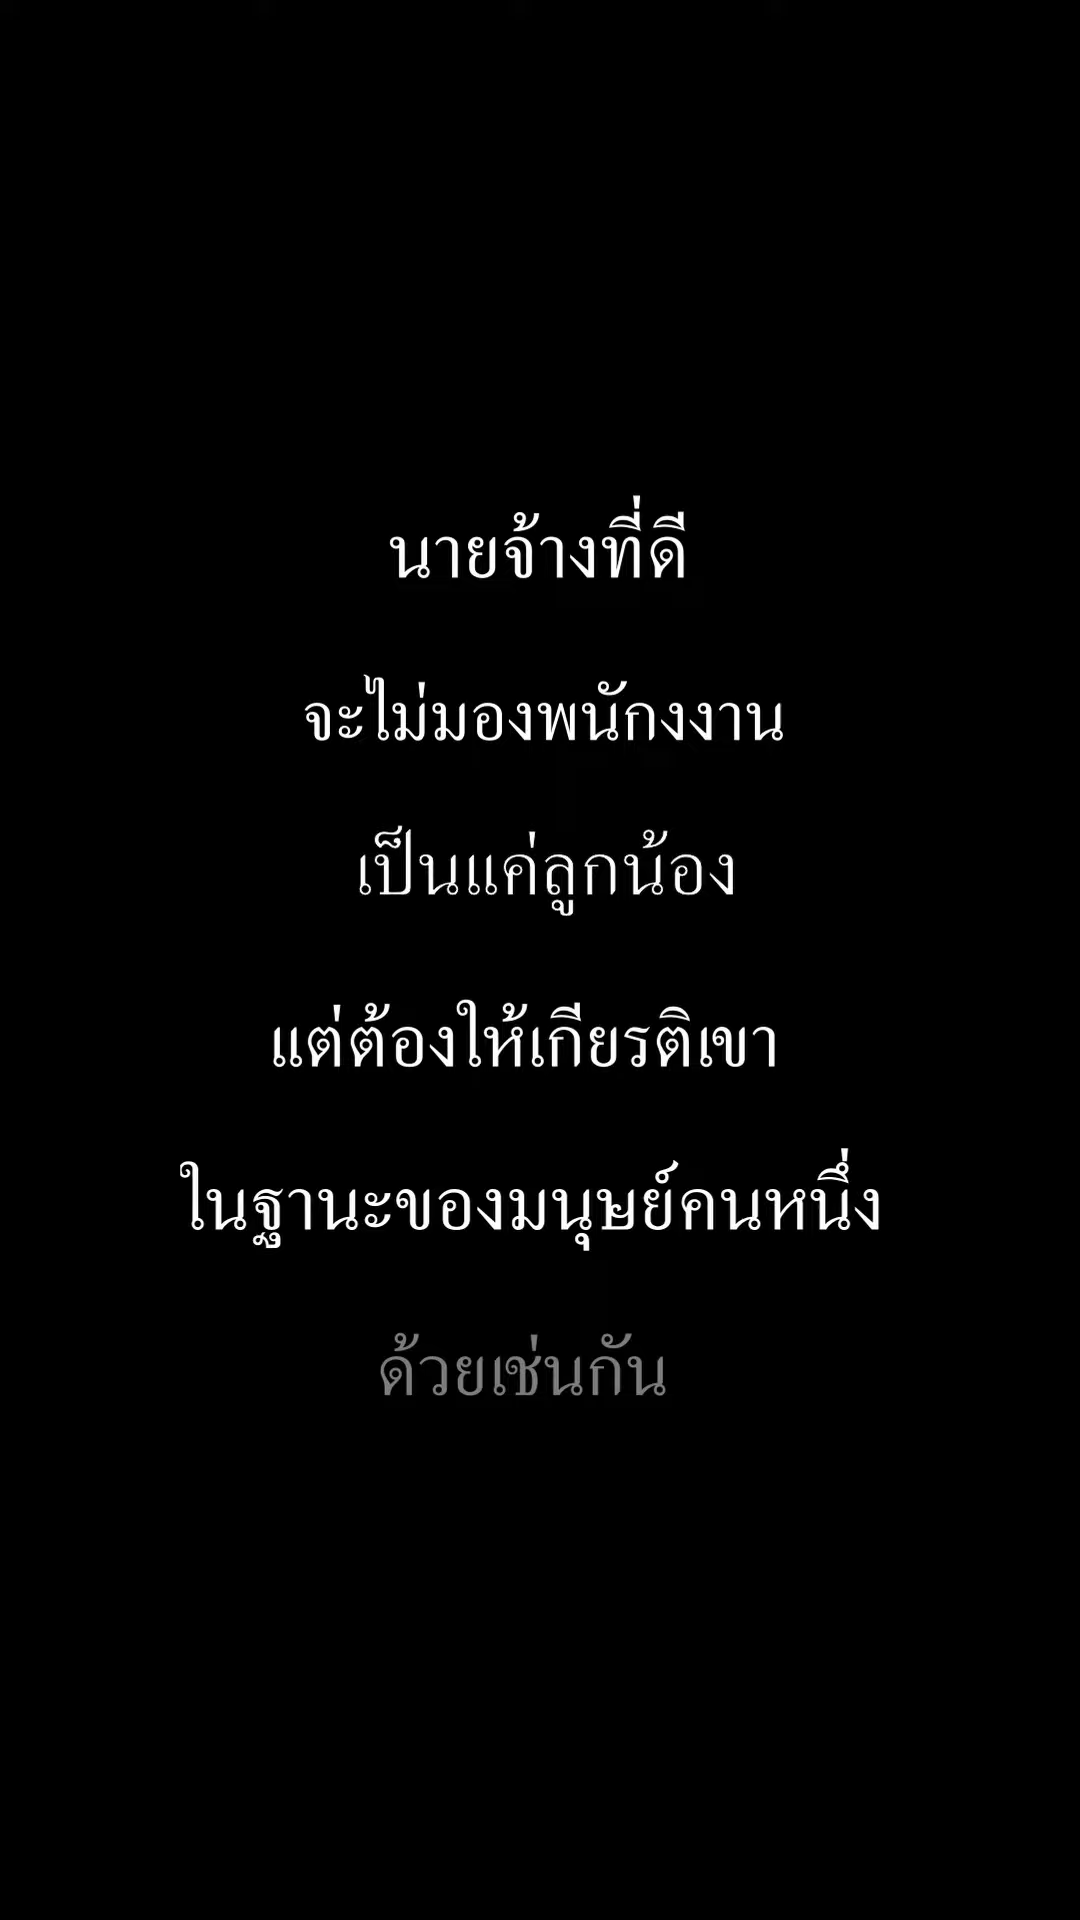 นายจ้างที่ดี
จะไม่มองพนักงงาน
เป็นแค่ลูกน้อง
แต่ต้องให้เกียรติเขา
ในฐานะของมนุษย์คนหนึ่ง
ด้วยเช่นกัน